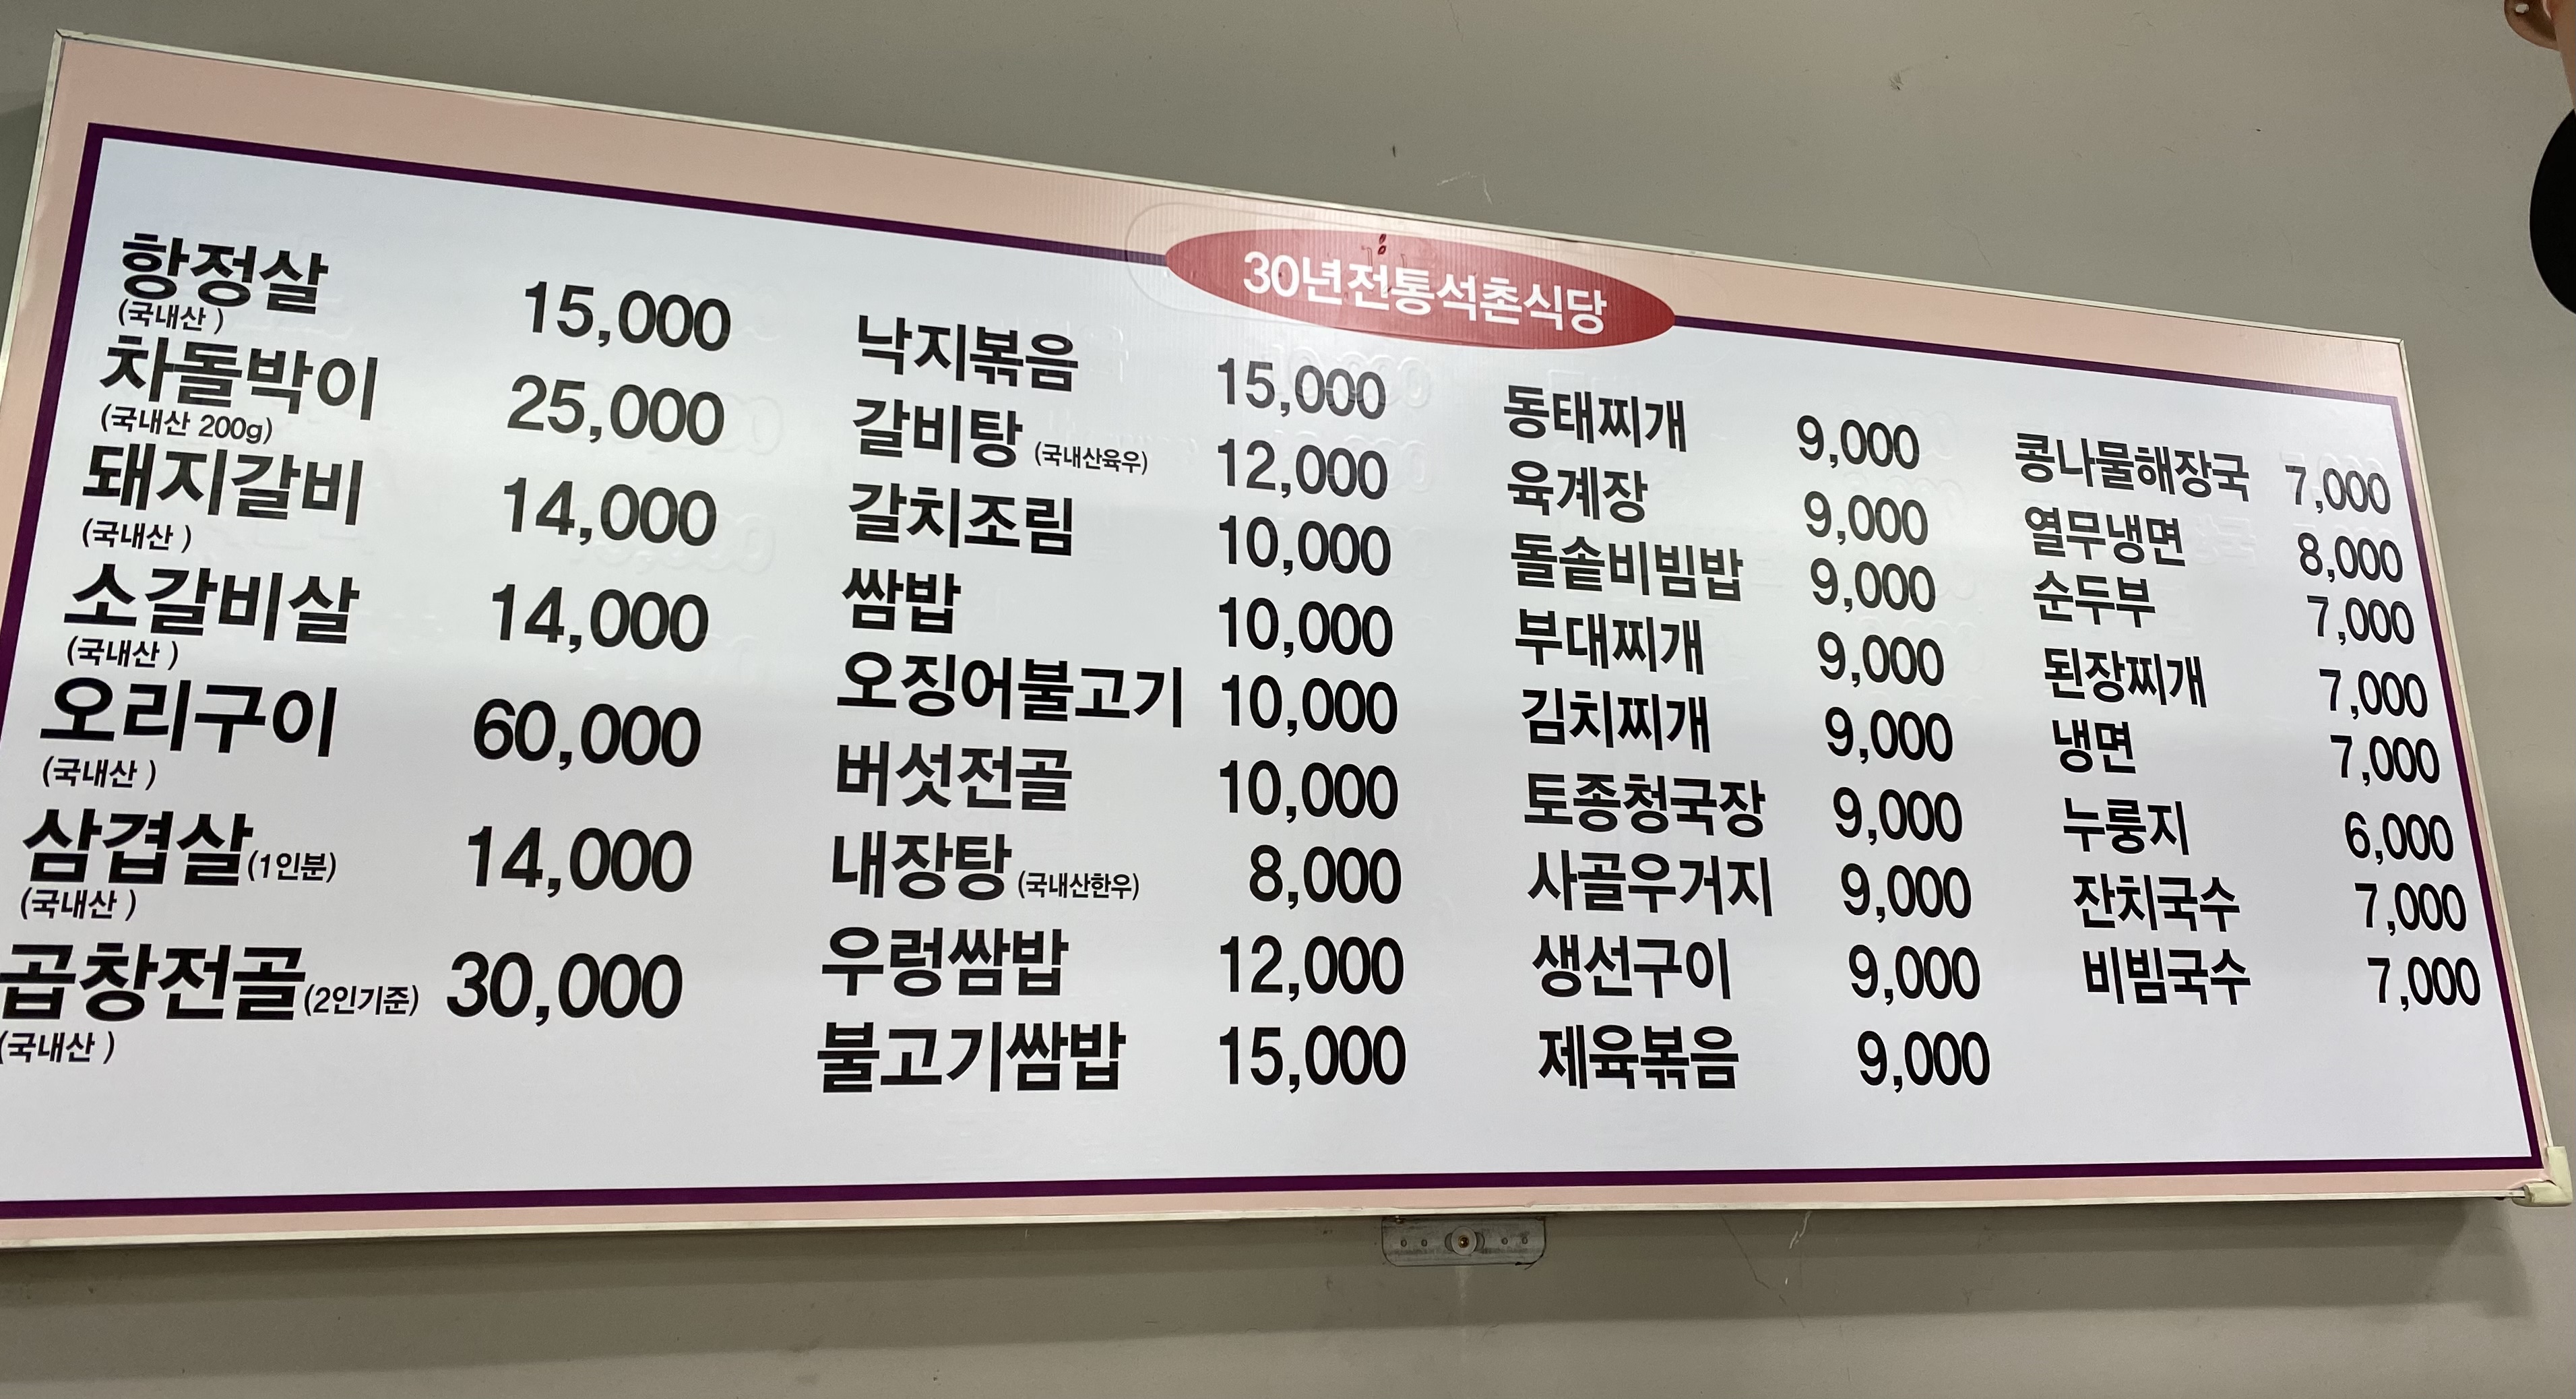 30년전통석촌식당
항정살 15,000
(국내산 )
차돌박이 25,000
(국내산 200g)
돼지갈비 14,000
(국내산 )
소갈비살 14,000
(국내산 )
오리구이 60,000
(국내산 )
삼겹살(1인분) 14,000
(국내산 )
곱창전골(2인기준) 30,000
(국내산 )
낙지볶음 15,000
갈비탕 (국내산육우) 12,000
갈치조림 10,000
쌈밥 10,000
오징어불고기 10,000
버섯전골 10,000
내장탕 (국내산한우) 8,000
우렁쌈밥 12,000
불고기쌈밥 15,000
동태찌개 9,000
육계장 9,000
돌솥비빔밥 9,000
부대찌개 9,000
김치찌개 9,000
토종청국장 9,000
사골우거지 9,000
생선구이 9,000
제육볶음 9,000
콩나물해장국 7,000
열무냉면 8,000
순두부 7,000
된장찌개 7,000
냉면 7,000
누룽지 6,000
잔치국수 7,000
비빔국수 7,000